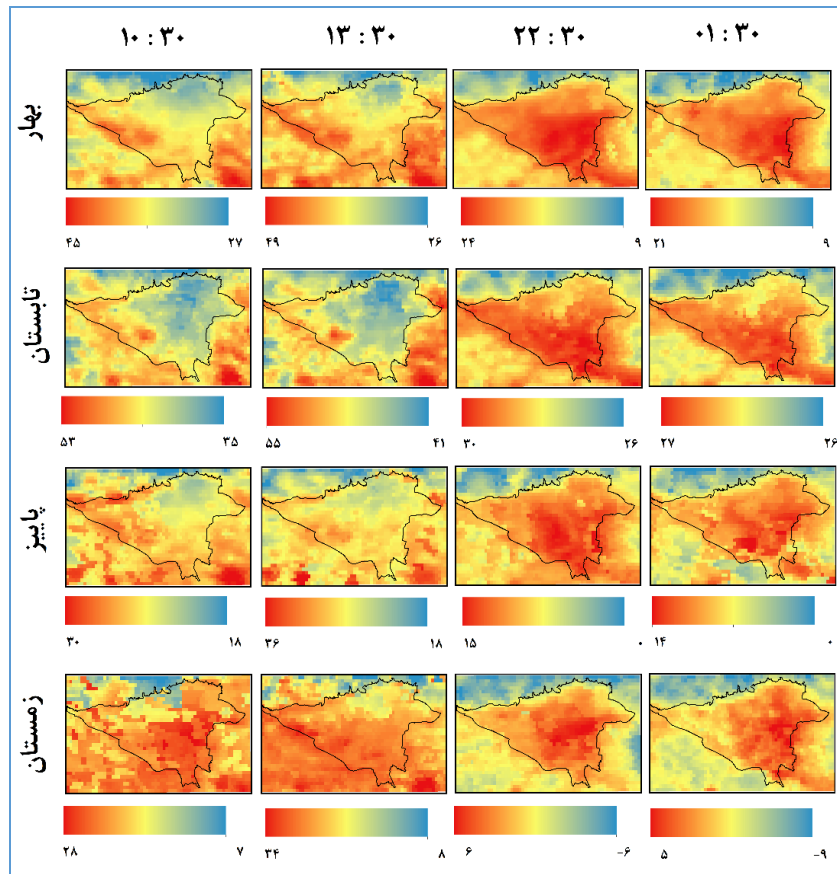 ۱۰ : ۳۰ ۱۳ : ۳۰ ۲۲ : ۳۰ ۰۱ : ۳۰
بهار
۴۵ ۲۷ ۴۹ ۲۶ ۲۴ ۹ ۲۱ ۹
تابستان
۵۳ ۳۵ ۵۵ ۴۱ ۳۰ ۲۶ ۲۷ ۲۶
پاییز
۳۰ ۱۸ ۳۶ ۱۸ ۱۵ ۰ ۱۴ ۰
زمستان
۲۸ ۷ ۳۴ ۸ ۶ -۶ ۵ -۹